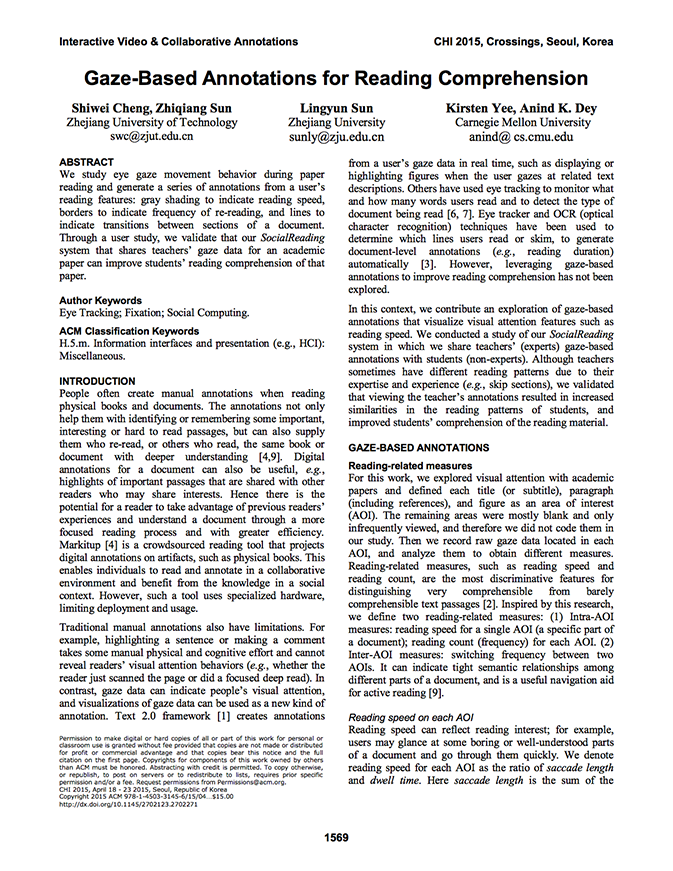 Interactive Video & Collaborative Annotations
CHI 2015, Crossings, Seoul, Korea
Gaze-Based Annotations for Reading Comprehension
Shiwei Cheng, Zhiqiang Sun
Zhejiang University of Technology
swc@zjut.edu.cn
Lingyun Sun
Zhejiang University
sunly@zju.edu.cn
Kirsten Yee, Anind K. Dey
Carnegie Mellon University
anind@ cs.cmu.edu
ABSTRACT
We study eye gaze movement behavior during paper
reading and generate a series of annotations from a user's
reading features: gray shading to indicate reading speed,
borders to indicate frequency of re-reading, and lines to
indicate transitions between sections of a document.
Through a user study, we validate that our SocialReading
system that shares teachers' gaze data for an academic
paper can improve students' reading comprehension of that
paper.
Author Keywords
Eye Tracking; Fixation; Social Computing.
ACM Classification Keywords
H.5.m. Information interfaces and presentation (e.g., HCI):
Miscellaneous.
INTRODUCTION
People often create manual annotations when reading
physical books and documents. The annotations not only
help them with identifying or remembering some important,
interesting or hard to read passages, but can also supply
them who re-read, or others who read, the same book or
document with deeper understanding [4,9]. Digital
annotations for a document can also be useful, e.g.,
highlights of important passages that are shared with other
readers who may share interests. Hence there is the
potential for a reader to take advantage of previous readers'
experiences and understand a document through a more
focused reading process and with greater efficiency.
Markitup [4] is a crowdsourced reading tool that projects
digital annotations on artifacts, such as physical books. This
enables individuals to read and annotate in a collaborative
environment and benefit from the knowledge in a social
context. However, such a tool uses specialized hardware,
limiting deployment and usage.
Traditional manual annotations also have limitations. For
example, highlighting a sentence or making a comment
takes some manual physical and cognitive effort and cannot
reveal readers' visual attention behaviors (e.g., whether the
reader just scanned the page or did a focused deep read). In
contrast, gaze data can indicate people's visual attention,
and visualizations of gaze data can be used as a new kind of
annotation. Text 2.0 framework [1] creates annotations
Permission to make digital or hard copies of all or part of this work for personal or
classroom use is granted without fee provided that copies are not made or distributed
for profit or commercial advantage and that copies bear this notice and the full
citation on the first page. Copyrights for components of this work owned by others
than ACM must be honored. Abstracting with credit is permitted. To copy otherwise,
or republish, to post on servers or to redistribute to lists, requires prior specific
permission and/or a fee. Request permissions from Permissions@acm.org.
CHI 2015, April 18 - 23 2015, Seoul, Republic of Korea
Copyright 2015 ACM 978-1-4503-3145-6/15/04...$15.00
http://dx.doi.org/10.1145/2702123.2702271
from a user's gaze data in real time, such as displaying or
highlighting figures when the user gazes at related text
descriptions. Others have used eye tracking to monitor what
and how many words users read and to detect the type of
document being read [6, 7]. Eye tracker and OCR (optical
character recognition) techniques have been used to
determine which lines users read or skim, to generate
document-level annotations (e.g., reading duration)
automatically [3]. However, leveraging gaze-based
annotations to improve reading comprehension has not been
explored.
In this context, we contribute an exploration of gaze-based
annotations that visualize visual attention features such as
reading speed. We conducted a study of our SocialReading
system in which we share teachers' (experts) gaze-based
annotations with students (non-experts). Although teachers
sometimes have different reading patterns due to their
expertise and experience (e.g., skip sections), we validated
that viewing the teacher's annotations resulted in increased
similarities in the reading patterns of students, and
improved students' comprehension of the reading material.
GAZE-BASED ANNOTATIONS
Reading-related measures
For this work, we explored visual attention with academic
papers and defined each title (or subtitle), paragraph
(including references), and figure as an area of interest
(AOI). The remaining areas were mostly blank and only
infrequently viewed, and therefore we did not code them in
our study. Then we record raw gaze data located in each
AOI, and analyze them to obtain different measures.
Reading-related measures, such as reading speed and
reading count, are the most discriminative features for
distinguishing very comprehensible from barely
comprehensible text passages [2]. Inspired by this research,
we define two reading-related measures: (1) Intra-AOI
measures: reading speed for a single AOI (a specific part of
a document); reading count (frequency) for each AOI. (2)
Inter-AOI measures: switching frequency between two
AOIs. It can indicate tight semantic relationships among
different parts of a document, and is a useful navigation aid
for active reading [9].
Reading speed on each AOI
Reading speed can reflect reading interest; for example,
users may glance at some boring or well-understood parts
of a document and go through them quickly. We denote
reading speed for each AOI as the ratio of saccade length
and dwell time. Here saccade length is the sum of the
1569